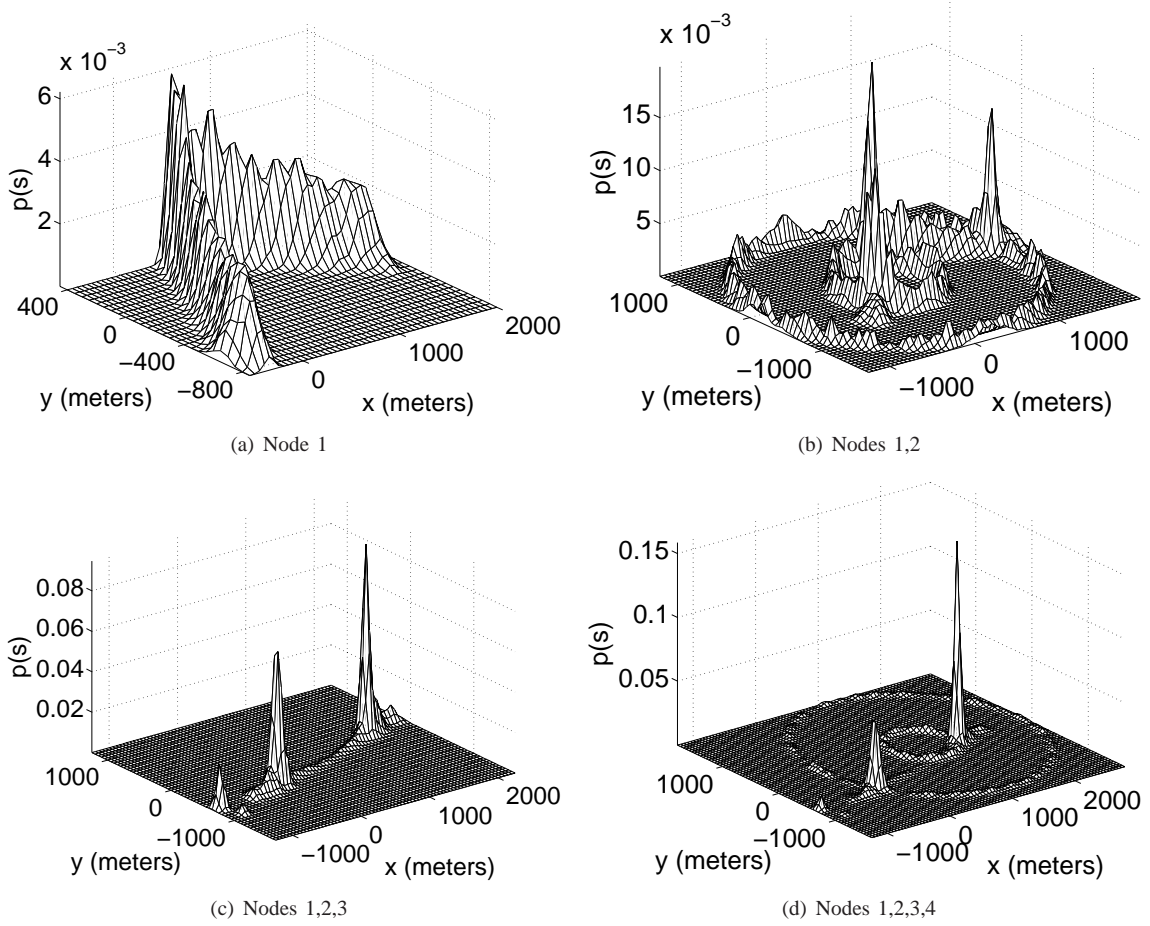 x 10−3
6
4
2
p(s)
400
0
−400
−800
y (meters)
0
1000
2000
x (meters)
(a) Node 1
x 10−3
15
10
5
p(s)
1000
0
−1000
y (meters)
−1000
0
1000
x (meters)
(b) Nodes 1,2
0.08
0.06
0.04
0.02
p(s)
1000
0
−1000
y (meters)
−1000
0
1000
2000
x (meters)
(c) Nodes 1,2,3
0.15
0.1
0.05
p(s)
1000
0
−1000
y (meters)
−1000
0
1000
2000
x (meters)
(d) Nodes 1,2,3,4